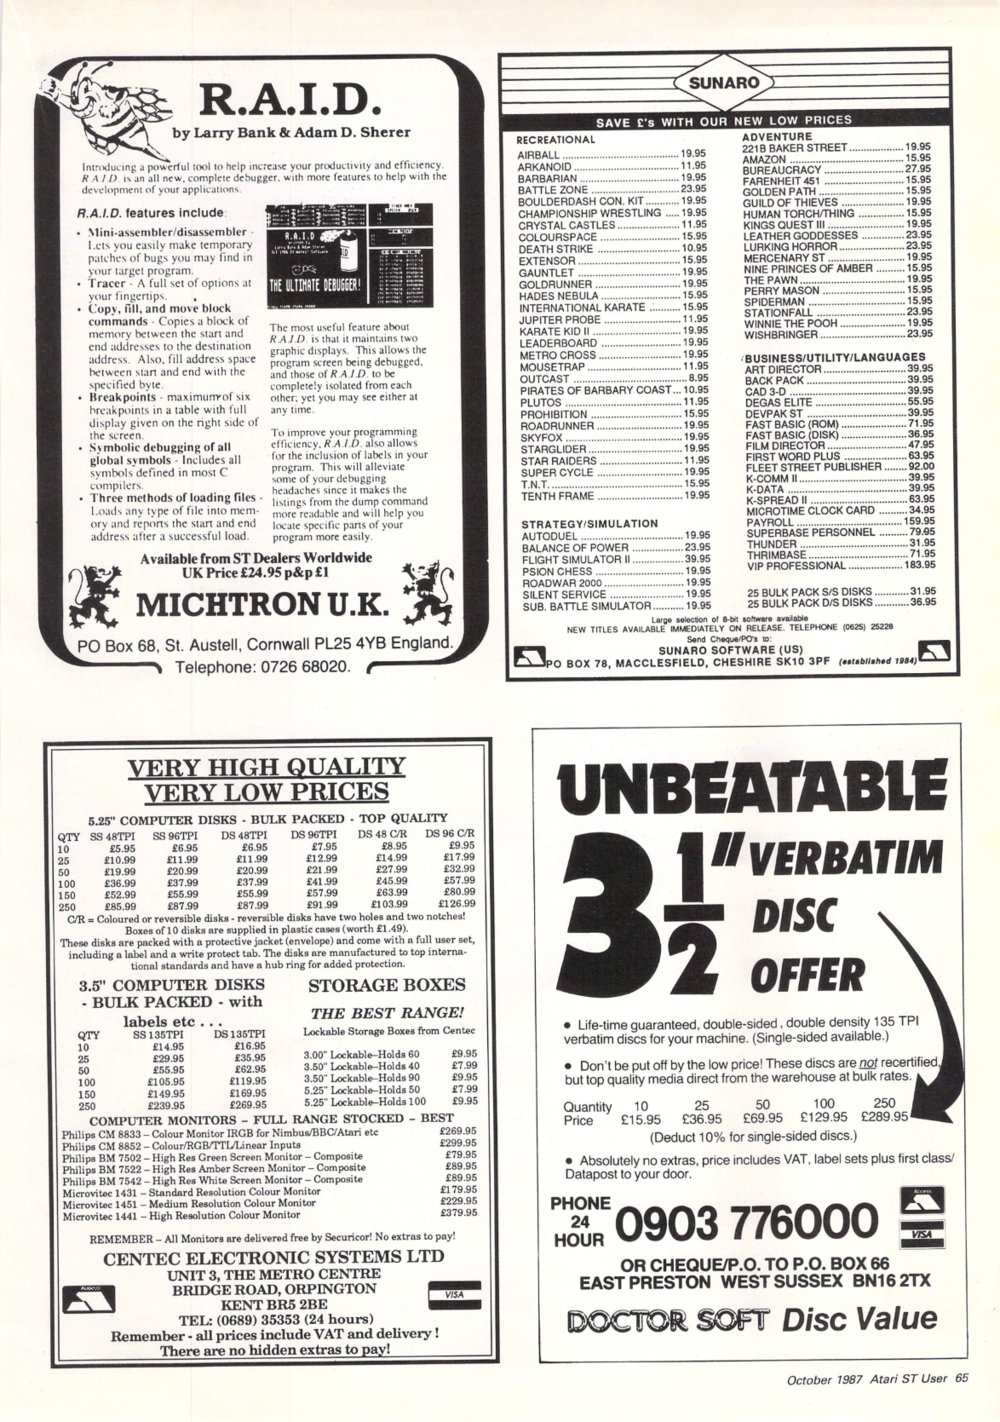 R.A.I.D.
by Larry Bank & Adam D. Sherer
Introducing a powerful tool to help increase your productivity and efficiency.
R.A.I.D. is an all new, complete debugger, with more features to help with the
development of your applications.
R.A.I.D. features include:
• Mini-assembler/disassembler -
Lets you easily make temporary
patches of bugs you may find in
your target program.
• Tracer - A full set of options at
your fingertips.
• Copy, fill, and move block
commands - Copies a block of
memory between the start and
end addresses to the destination
address. Also, fill address space
between start and end with the
specified byte.
• Breakpoints - maximum of six
breakpoints in a table with full
display given on the right side of
the screen.
• Symbolic debugging of all
global symbols - Includes all
symbols defined in most C
compilers.
• Three methods of loading files -
Loads any type of file into mem-
ory and reports the start and end
address after a successful load.
R.A.I.D
THE ULTIMATE DEBUGGER!
The most useful feature about
R.A.I.D. is that it maintains two
graphic displays. This allows the
program screen being debugged,
and those of R.A.I.D. to be
completely isolated from each
other; yet you may see either at
any time.
To improve your programming
efficiency, R.A.I.D. also allows
for the inclusion of labels in your
program. This will alleviate
some of your debugging
headaches since it makes the
listings from the dump command
more readable and will help you
locate specific parts of your
program more easily.
Available from ST Dealers Worldwide
UK Price £24.95 p&p £1
MICHTRON U.K.
PO Box 68, St. Austell, Cornwall PL25 4YB England.
Telephone: 0726 68020.
SUNARO
SAVE £'s WITH OUR NEW LOW PRICES
RECREATIONAL
AIRBALL 19.95
ARKANOID 11.95
BARBARIAN 19.95
BATTLE ZONE 23.95
BOULDERDASH CON. KIT 19.95
CHAMPIONSHIP WRESTLING 19.95
CRYSTAL CASTLES 11.95
COLOURSPACE 15.95
DEATH STRIKE 10.95
EXTENSOR 15.95
GAUNTLET 19.95
GOLDRUNNER 19.95
HADES NEBULA 15.95
INTERNATIONAL KARATE 15.95
JUPITER PROBE 11.95
KARATE KID II 19.95
LEADERBOARD 19.95
METRO CROSS 19.95
MOUSETRAP 11.95
OUTCAST 8.95
PIRATES OF BARBARY COAST 10.95
PLUTOS 11.95
PROHIBITION 15.95
ROADRUNNER 19.95
SKYFOX 19.95
STARGLIDER 19.95
STAR RAIDERS 11.95
SUPER CYCLE 19.95
T.N.T. 15.95
TENTH FRAME 19.95
STRATEGY/SIMULATION
AUTODUEL 19.95
BALANCE OF POWER 23.95
FLIGHT SIMULATOR II 39.95
PSION CHESS 19.95
ROADWAR 2000 19.95
SILENT SERVICE 19.95
SUB. BATTLE SIMULATOR 19.95
ADVENTURE
221B BAKER STREET 19.95
AMAZON 15.95
BUREAUCRACY 27.95
FARENHEIT 451 15.95
GOLDEN PATH 15.95
GUILD OF THIEVES 19.95
HUMAN TORCH/THING 15.95
KINGS QUEST III 19.95
LEATHER GODDESSES 23.95
LURKING HORROR 23.95
MERCENARY ST 19.95
NINE PRINCES OF AMBER 15.95
THE PAWN 19.95
PERRY MASON 15.95
SPIDERMAN 15.95
STATIONFALL 23.95
WINNIE THE POOH 19.95
WISHBRINGER 23.95
BUSINESS/UTILITY/LANGUAGES
ART DIRECTOR 39.95
BACK PACK 39.95
CAD 3-D 39.95
DEGAS ELITE 55.95
DEVPAK ST 39.95
FAST BASIC (ROM) 71.95
FAST BASIC (DISK) 36.95
FILM DIRECTOR 47.95
FIRST WORD PLUS 63.95
FLEET STREET PUBLISHER 92.00
K-COMM II 39.95
K-DATA 39.95
K-SPREAD II 63.95
MICROTIME CLOCK CARD 34.95
PAYROLL 159.95
SUPERBASE PERSONNEL 79.95
THUNDER 31.95
THRIMBASE 71.95
VIP PROFESSIONAL 183.95
25 BULK PACK S/S DISKS 31.95
25 BULK PACK D/S DISKS 36.95
Large selection of 8-bit software available
NEW TITLES AVAILABLE IMMEDIATELY ON RELEASE. TELEPHONE (0625) 25228
Send Cheque/PO's to:
SUNARO SOFTWARE (US)
PO BOX 78, MACCLESFIELD, CHESHIRE SK10 3PF (established 1984)
VERY HIGH QUALITY
VERY LOW PRICES
5.25" COMPUTER DISKS - BULK PACKED - TOP QUALITY
QTY SS 48TPI SS 96TPI DS 48TPI DS 96TPI DS 48 C/R DS 96 C/R
10 £5.95 £6.95 £6.95 £7.95 £8.95 £9.95
25 £10.99 £11.99 £11.99 £12.99 £14.99 £17.99
50 £19.99 £20.99 £20.99 £21.99 £27.99 £32.99
100 £36.99 £37.99 £37.99 £41.99 £45.99 £57.99
150 £52.99 £55.99 £55.99 £57.99 £63.99 £80.99
250 £85.99 £87.99 £87.99 £91.99 £103.99 £126.99
C/R = Coloured or reversible disks - reversible disks have two holes and two notches!
Boxes of 10 disks are supplied in plastic cases (worth £1.49).
These disks are packed with a protective jacket (envelope) and come with a full user set,
including a label and a write protect tab. The disks are manufactured to top interna-
tional standards and have a hub ring for added protection.
3.5" COMPUTER DISKS
- BULK PACKED - with
labels etc . . .
QTY SS 135TPI DS 135TPI
10 £14.95 £16.95
25 £29.95 £35.95
50 £55.95 £62.95
100 £105.95 £119.95
150 £149.95 £169.95
250 £239.95 £269.95
STORAGE BOXES
THE BEST RANGE!
Lockable Storage Boxes from Centec
3.00" Lockable–Holds 60 £9.95
3.50" Lockable–Holds 40 £7.99
3.50" Lockable–Holds 90 £9.95
5.25" Lockable–Holds 50 £7.99
5.25" Lockable–Holds 100 £9.95
COMPUTER MONITORS - FULL RANGE STOCKED - BEST
Philips CM 8833 – Colour Monitor IRGB for Nimbus/BBC/Atari etc £269.95
Philips CM 8852 – Colour/RGB/TTL/Linear Inputs £299.95
Philips BM 7502 – High Res Green Screen Monitor – Composite £79.95
Philips BM 7522 – High Res Amber Screen Monitor – Composite £89.95
Philips BM 7542 – High Res White Screen Monitor – Composite £89.95
Microvitec 1431 – Standard Resolution Colour Monitor £179.95
Microvitec 1451 – Medium Resolution Colour Monitor £229.95
Microvitec 1441 – High Resolution Colour Monitor £379.95
REMEMBER – All Monitors are delivered free by Securicor! No extras to pay!
CENTEC ELECTRONIC SYSTEMS LTD
UNIT 3, THE METRO CENTRE
BRIDGE ROAD, ORPINGTON
KENT BR5 2BE
TEL: (0689) 35353 (24 hours)
Remember - all prices include VAT and delivery !
There are no hidden extras to pay!
VISA
UNBEATABLE
3 1/2" VERBATIM
DISC
OFFER
• Life-time guaranteed, double-sided, double density 135 TPI
verbatim discs for your machine. (Single-sided available.)
• Don't be put off by the low price! These discs are not recertified,
but top quality media direct from the warehouse at bulk rates.
Quantity 10 25 50 100 250
Price £15.95 £36.95 £69.95 £129.95 £289.95
(Deduct 10% for single-sided discs.)
• Absolutely no extras, price includes VAT, label sets plus first class/
Datapost to your door.
PHONE
24
HOUR
0903 776000
Access
VISA
OR CHEQUE/P.O. TO P.O. BOX 66
EAST PRESTON WEST SUSSEX BN16 2TX
DOCTOR SOFT Disc Value
October 1987 Atari ST User 65